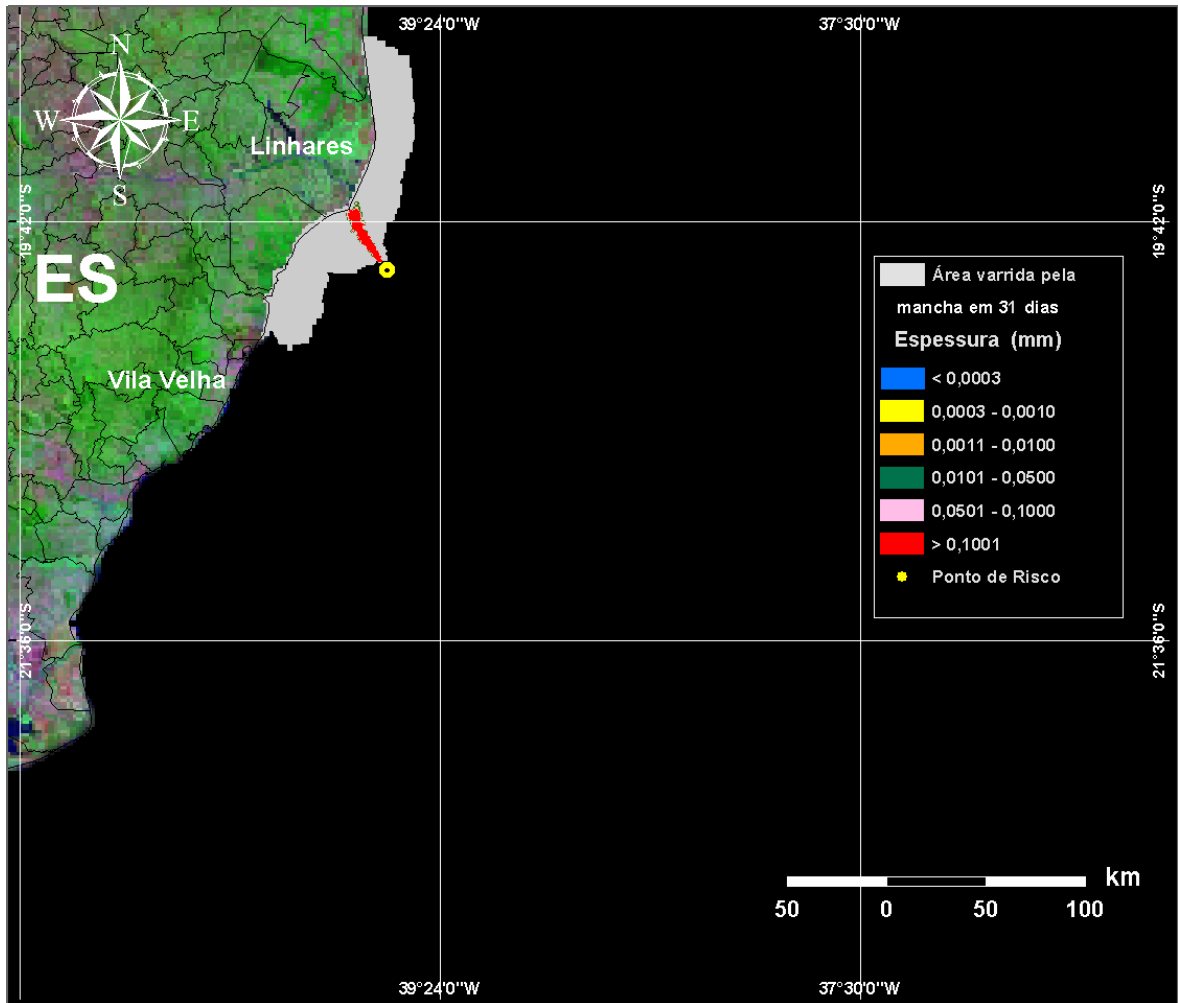 39°24'0"W
37°30'0"W
N
W
E
S
Linhares
19°42'0"S
19°42'0"S
ES
Área varrida pela
mancha em 31 dias
Espessura (mm)
< 0,0003
0,0003 - 0,0010
0,0011 - 0,0100
0,0101 - 0,0500
0,0501 - 0,1000
> 0,1001
Ponto de Risco
Vila Velha
21°36'0"S
21°36'0"S
km
50 0 50 100
39°24'0"W
37°30'0"W